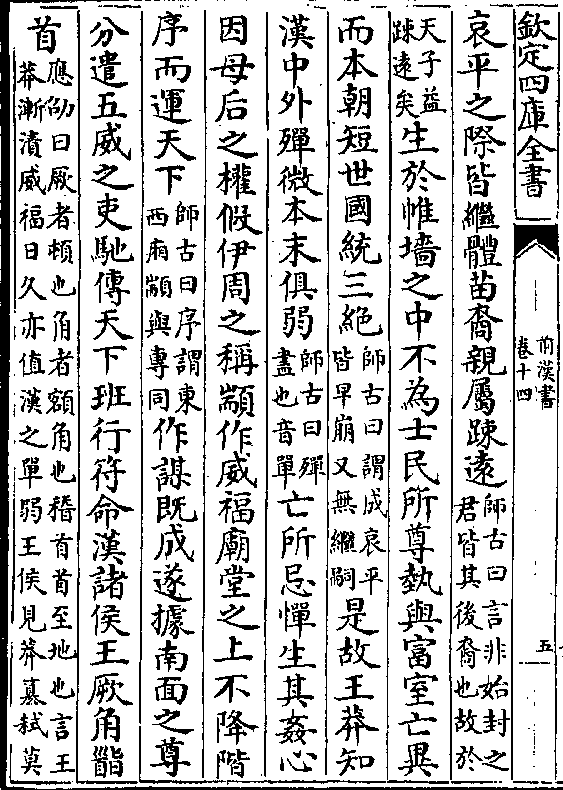 欽定四庫全書
前漢書
卷十四
五
哀平之際皆繼體苗裔親屬踈遠師古曰言非始封之君皆其後裔也故於
天子益踈遠矣生於帷墻之中不為士民所尊埶與富室亡異
而本朝短世國統三絕師古曰謂成哀平皆早崩又無繼嗣是故王莽知
漢中外殫微本末俱弱師古曰殫盡也音單亡所忌憚生其姦心
因母后之權假伊周之稱顓作威福廟堂之上不降階
序而運天下師古曰序謂東西廂顓與專同作謀既成遂據南面之尊
分遣五威之吏馳傳天下班行符命漢諸侯王厥角䭫
首應劭曰厥者頓也角者額角也稽首首至地也言王莽漸漬威福日久亦值漢之單弱王侯見莽簒弑莫